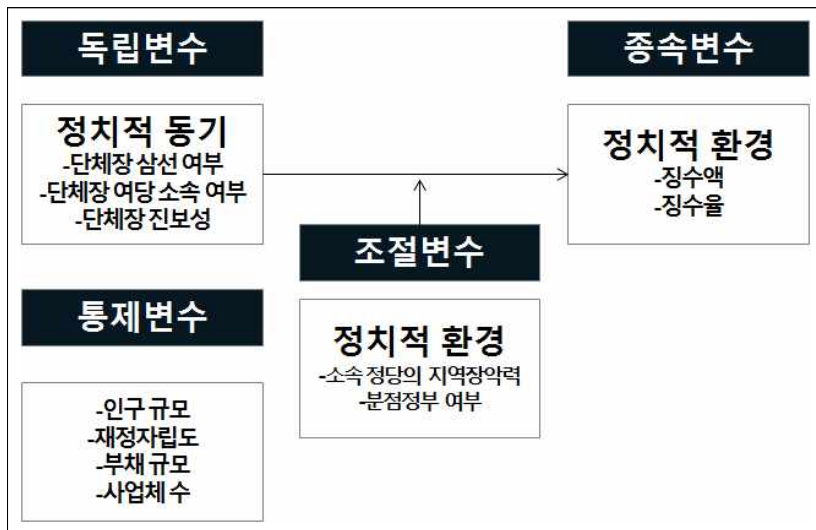 독립변수
정치적 동기
-단체장 삼선 여부
-단체장 여당 소속 여부
-단체장 진보성
종속변수
정치적 환경
-징수액
-징수율
조절변수
정치적 환경
-소속 정당의 지역장악력
-분점정부 여부
통제변수
-인구 규모
-재정자립도
-부채 규모
-사업체 수